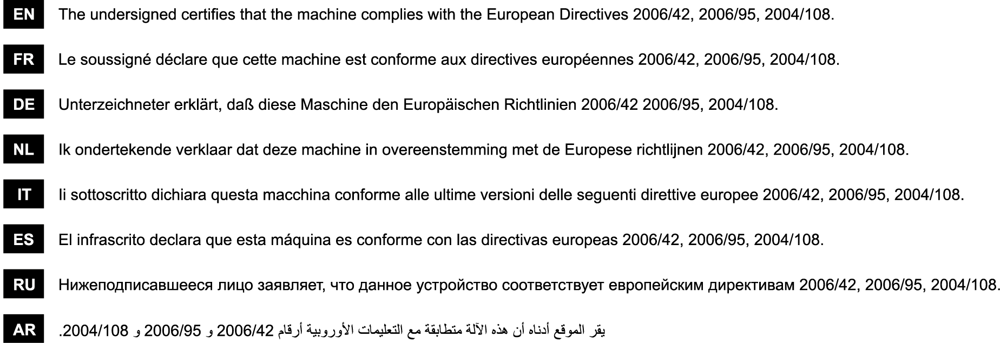 EN The undersigned certifies that the machine complies with the European Directives 2006/42, 2006/95, 2004/108.
FR Le soussigné déclare que cette machine est conforme aux directives européennes 2006/42, 2006/95, 2004/108.
DE Unterzeichneter erklärt, daß diese Maschine den Europäischen Richtlinien 2006/42 2006/95, 2004/108.
NL Ik ondertekende verklaar dat deze machine in overeenstemming met de Europese richtlijnen 2006/42, 2006/95, 2004/108.
IT Ii sottoscritto dichiara questa macchina conforme alle ultime versioni delle seguenti direttive europee 2006/42, 2006/95, 2004/108.
ES El infrascrito declara que esta máquina es conforme con las directivas europeas 2006/42, 2006/95, 2004/108.
RU Нижеподписавшееся лицо заявляет, что данное устройство соответствует европейским директивам 2006/42, 2006/95, 2004/108.
AR يقر الموقع أدناه أن هذه الآلة متطابقة مع التعليمات الأوروبية أرقام 2006/42 و 2006/95 و 2004/108.